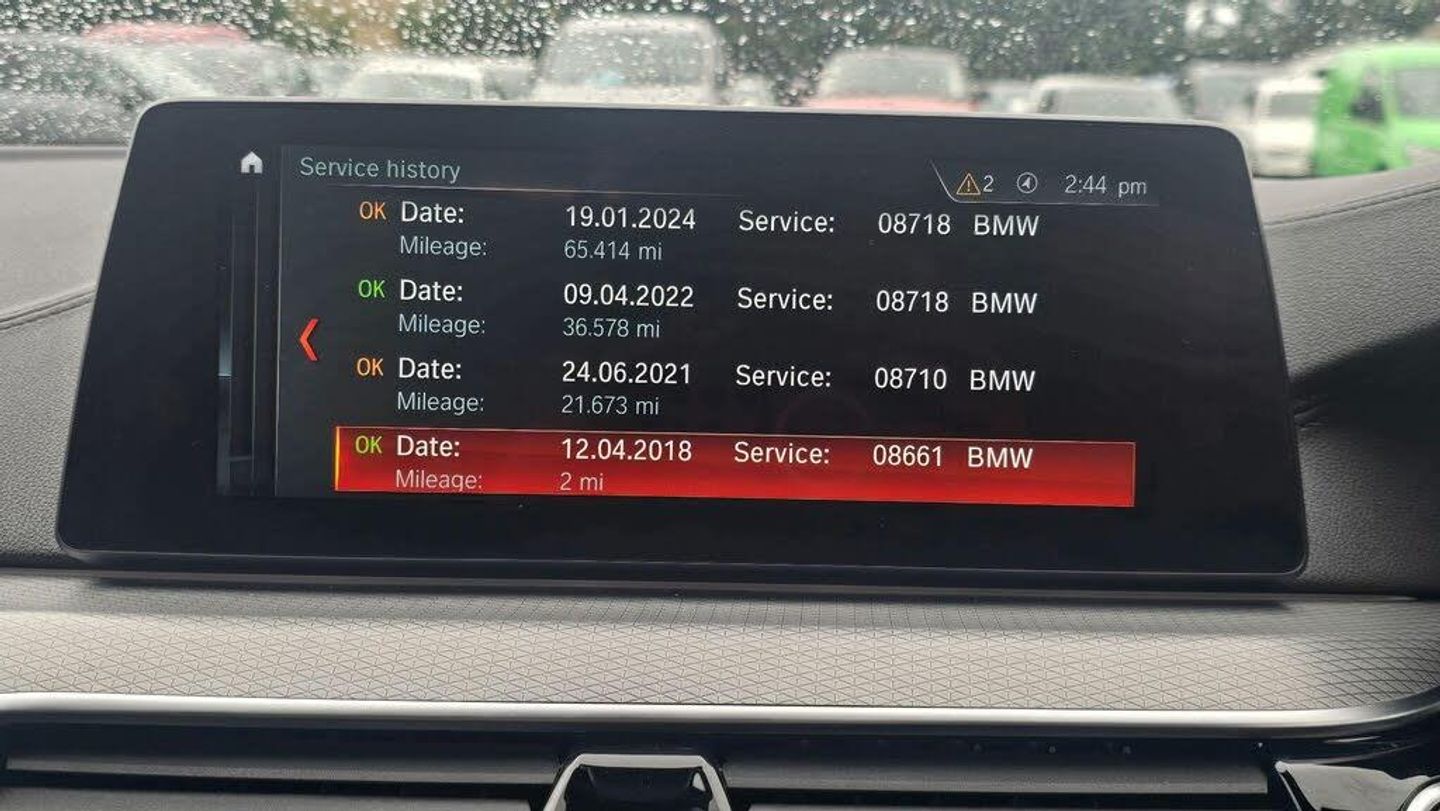 Service history
2 2:44 pm
OK Date: 19.01.2024 Service: 08718 BMW
Mileage: 65.414 mi
OK Date: 09.04.2022 Service: 08718 BMW
Mileage: 36.578 mi
OK Date: 24.06.2021 Service: 08710 BMW
Mileage: 21.673 mi
OK Date: 12.04.2018 Service: 08661 BMW
Mileage: 2 mi